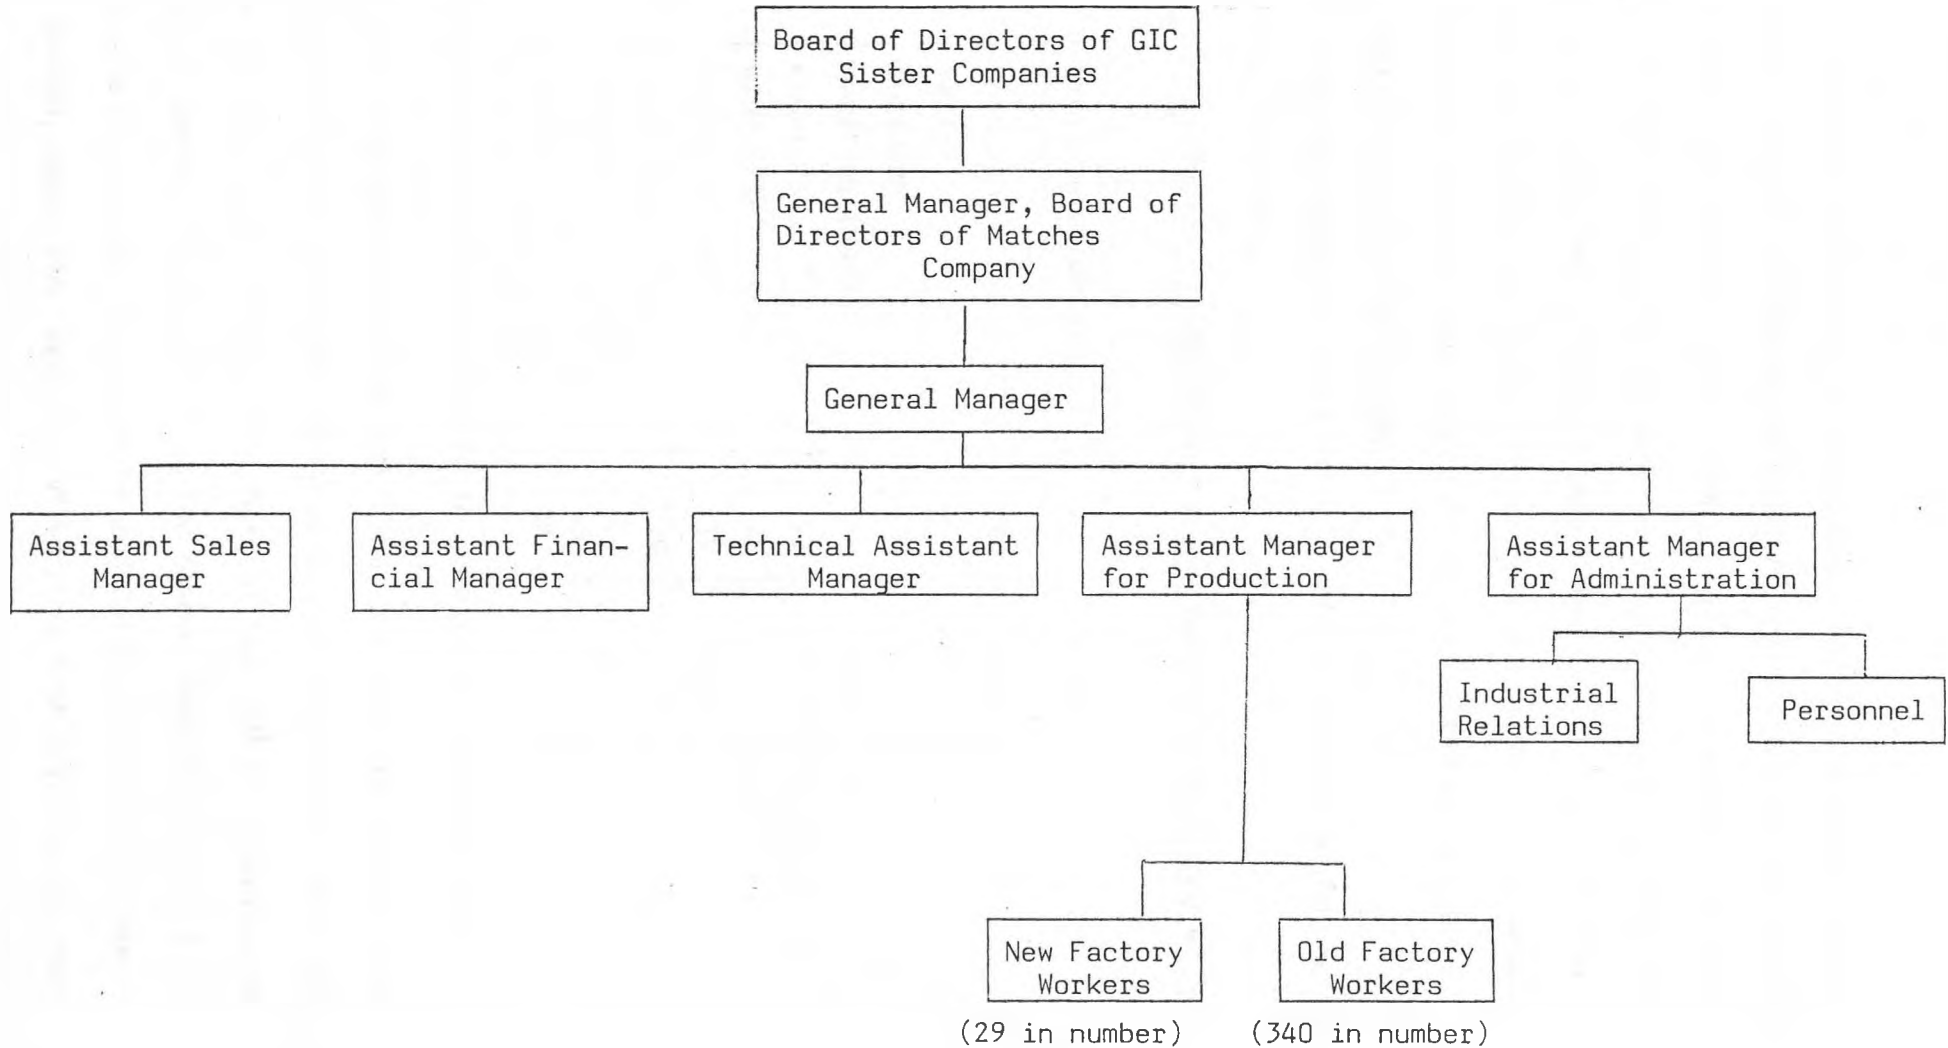 Board of Directors of GIC
Sister Companies
General Manager, Board of
Directors of Matches
Company
General Manager
Assistant Sales
Manager
Assistant Finan-
cial Manager
Technical Assistant
Manager
Assistant Manager
for Production
Assistant Manager
for Administration
Industrial
Relations
Personnel
New Factory
Workers
(29 in number)
Old Factory
Workers
(340 in number)